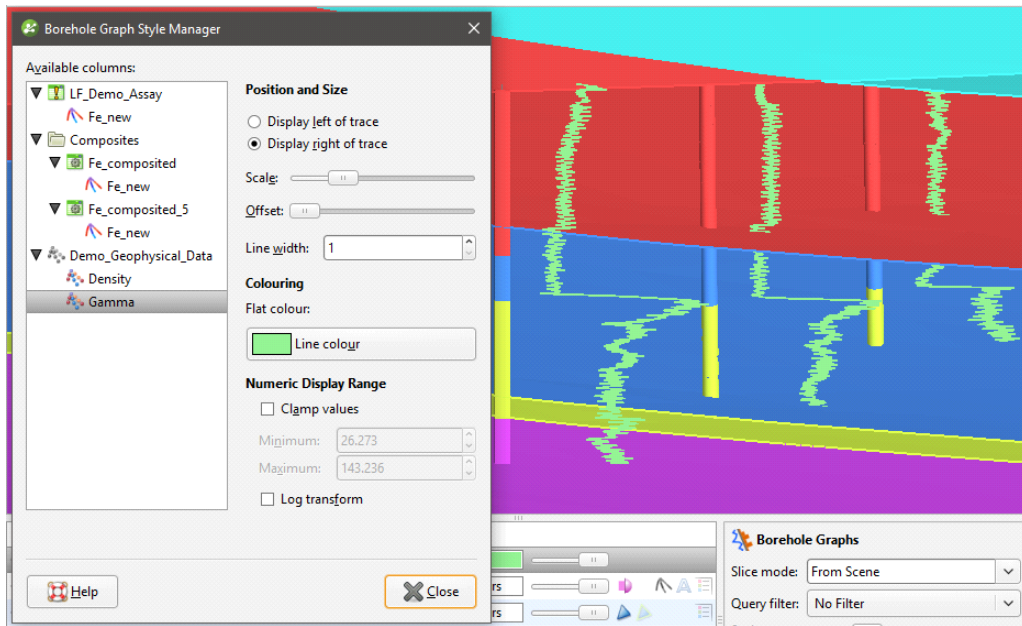 Borehole Graph Style Manager
Available columns:
LF_Demo_Assay
Fe_new
Composites
Fe_composited
Fe_new
Fe_composited_5
Fe_new
Demo_Geophysical_Data
Density
Gamma
Position and Size
Display left of trace
Display right of trace
Scale:
Offset:
Line width: 1
Colouring
Flat colour:
Line colour
Numeric Display Range
Clamp values
Minimum: 26.273
Maximum: 143.236
Log transform
Help
Close
rs
rs
Borehole Graphs
Slice mode: From Scene
Query filter: No Filter